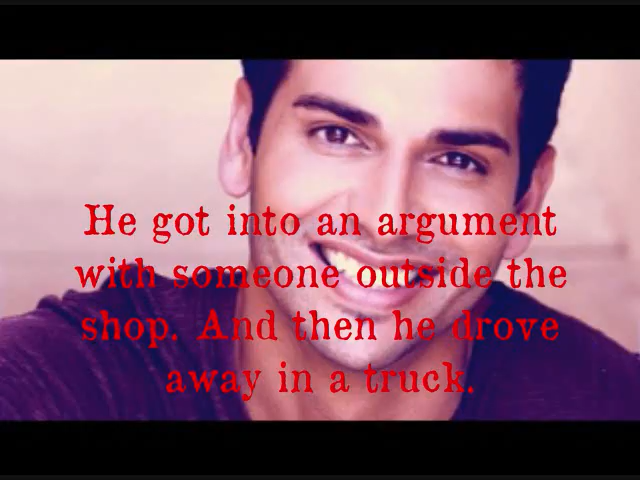 He got into an argument
with someone outside the
shop. And then he drove
away in a truck.